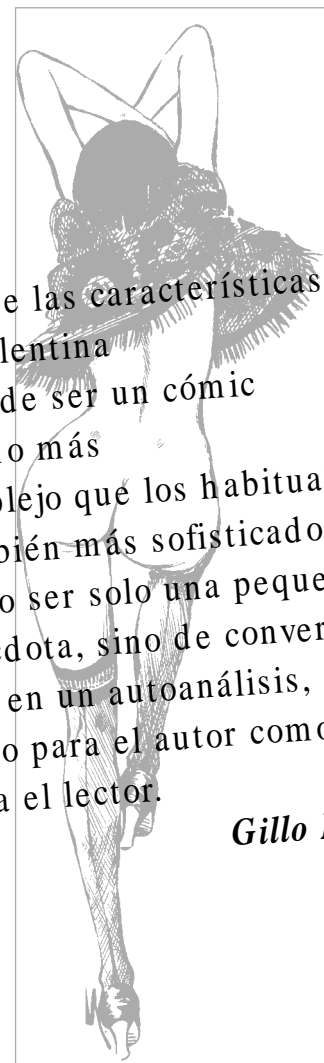 e las características
lentina
de ser un cómic
o más
lejo que los habitua
bién más sofisticado
o ser solo una peque
dota, sino de conver
en un autoanálisis,
o para el autor como
a el lector.
Gillo